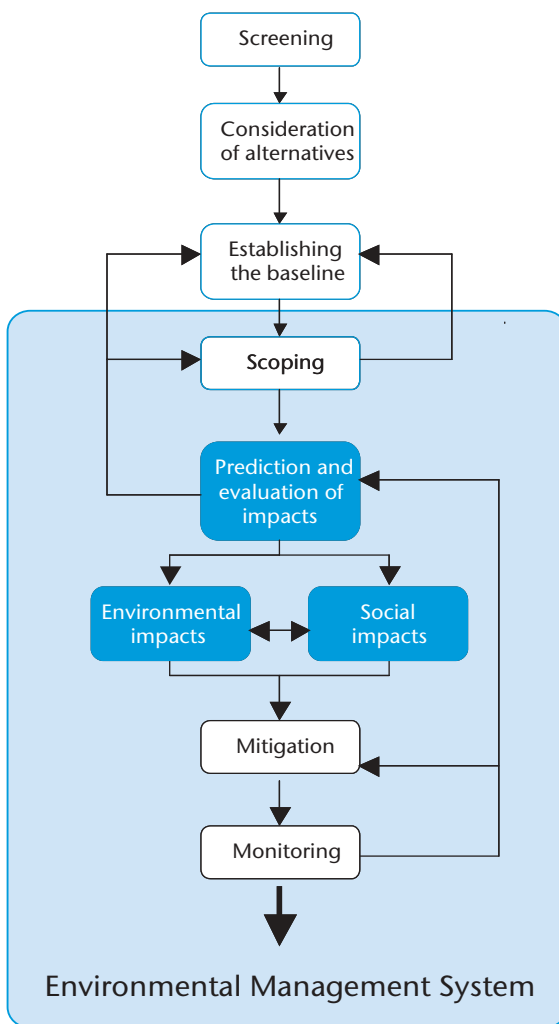 Screening
Consideration
of alternatives
Establishing
the baseline
Scoping
Prediction and
evaluation of
impacts
Environmental
impacts
Social
impacts
Mitigation
Monitoring
Environmental Management System